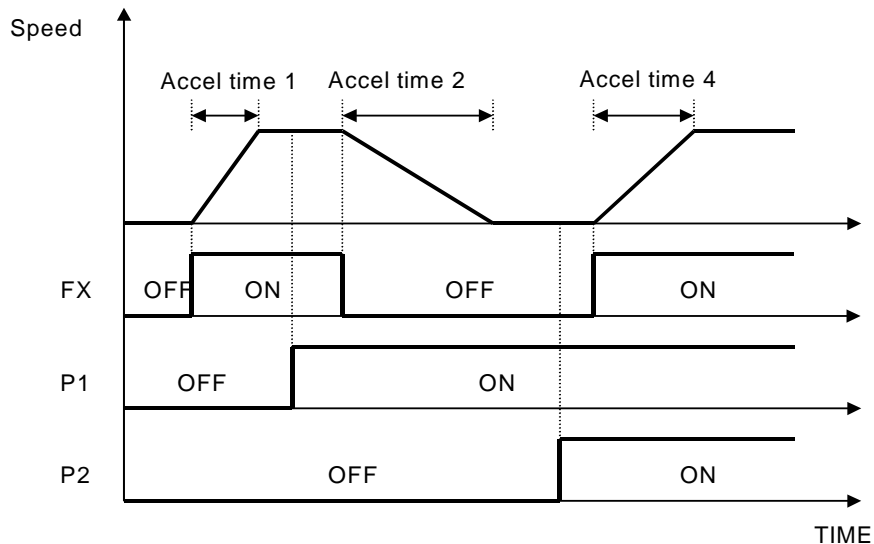 Speed
Accel time 1 Accel time 2 Accel time 4
FX OFF ON OFF ON
P1 OFF ON
P2 OFF ON
TIME